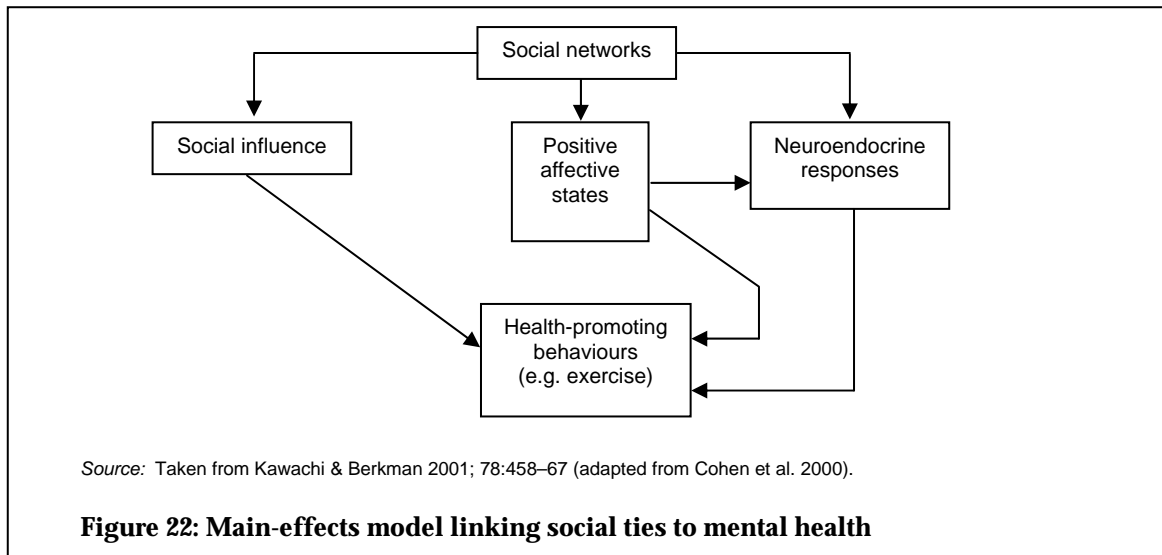 Social networks
Social influence
Positive
affective
states
Neuroendocrine
responses
Health-promoting
behaviours
(e.g. exercise)
Source: Taken from Kawachi & Berkman 2001; 78:458–67 (adapted from Cohen et al. 2000).
Figure 22: Main-effects model linking social ties to mental health